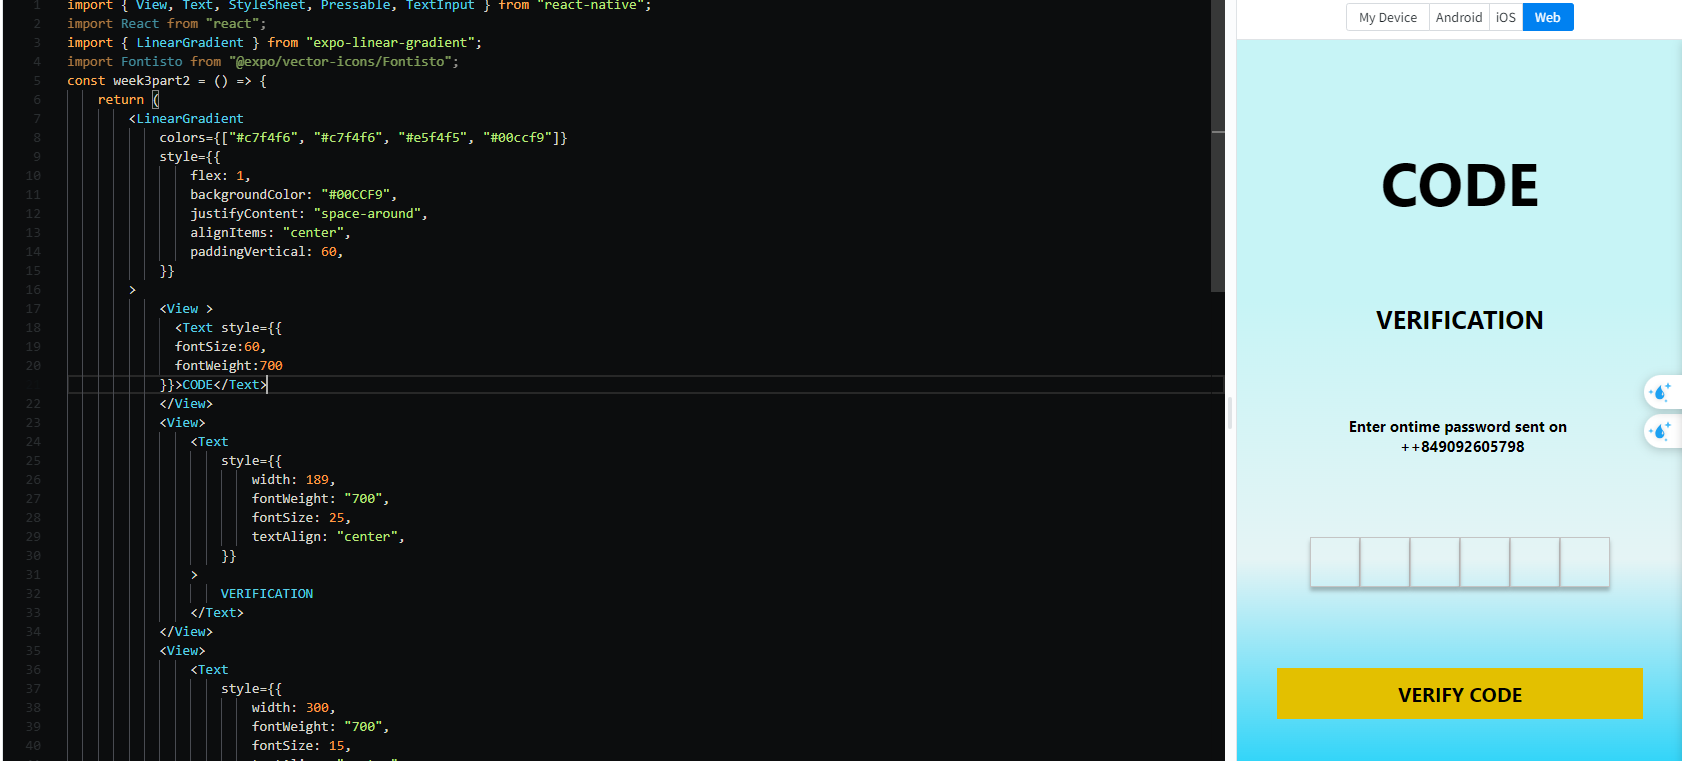 1 import { View, Text, StyleSheet, Pressable, TextInput } from "react-native";
2 import React from "react";
3 import { LinearGradient } from "expo-linear-gradient";
4 import Fontisto from "@expo/vector-icons/Fontisto";
5 const week3part2 = () => {
6 return (
7 <LinearGradient
8 colors={["#c7f4f6", "#c7f4f6", "#e5f4f5", "#00ccf9"]}
9 style={{
10 flex: 1,
11 backgroundColor: "#00CCF9",
12 justifyContent: "space-around",
13 alignItems: "center",
14 paddingVertical: 60,
15 }}
16 >
17 <View >
18 <Text style={{
19 fontSize:60,
20 fontWeight:700
}}>CODE</Text>
22 </View>
23 <View>
24 <Text
25 style={{
26 width: 189,
27 fontWeight: "700",
28 fontSize: 25,
29 textAlign: "center",
30 }}
31 >
32 VERIFICATION
33 </Text>
34 </View>
35 <View>
36 <Text
37 style={{
38 width: 300,
39 fontWeight: "700",
40 fontSize: 15,
My Device Android iOS Web
CODE
VERIFICATION
Enter ontime password sent on
++849092605798
VERIFY CODE